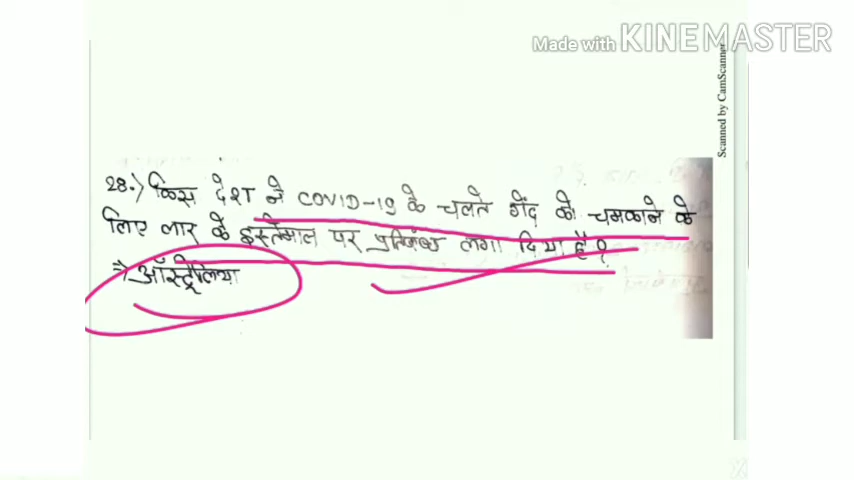 Made with KINEMASTER
Scanned by CamScanner
28.) किस देश ने COVID-19 के चलते गेंद को चमकाने के
लिए लार के इस्तेमाल पर प्रतिबंध लगा दिया है ?
⇒ ऑस्ट्रेलिया